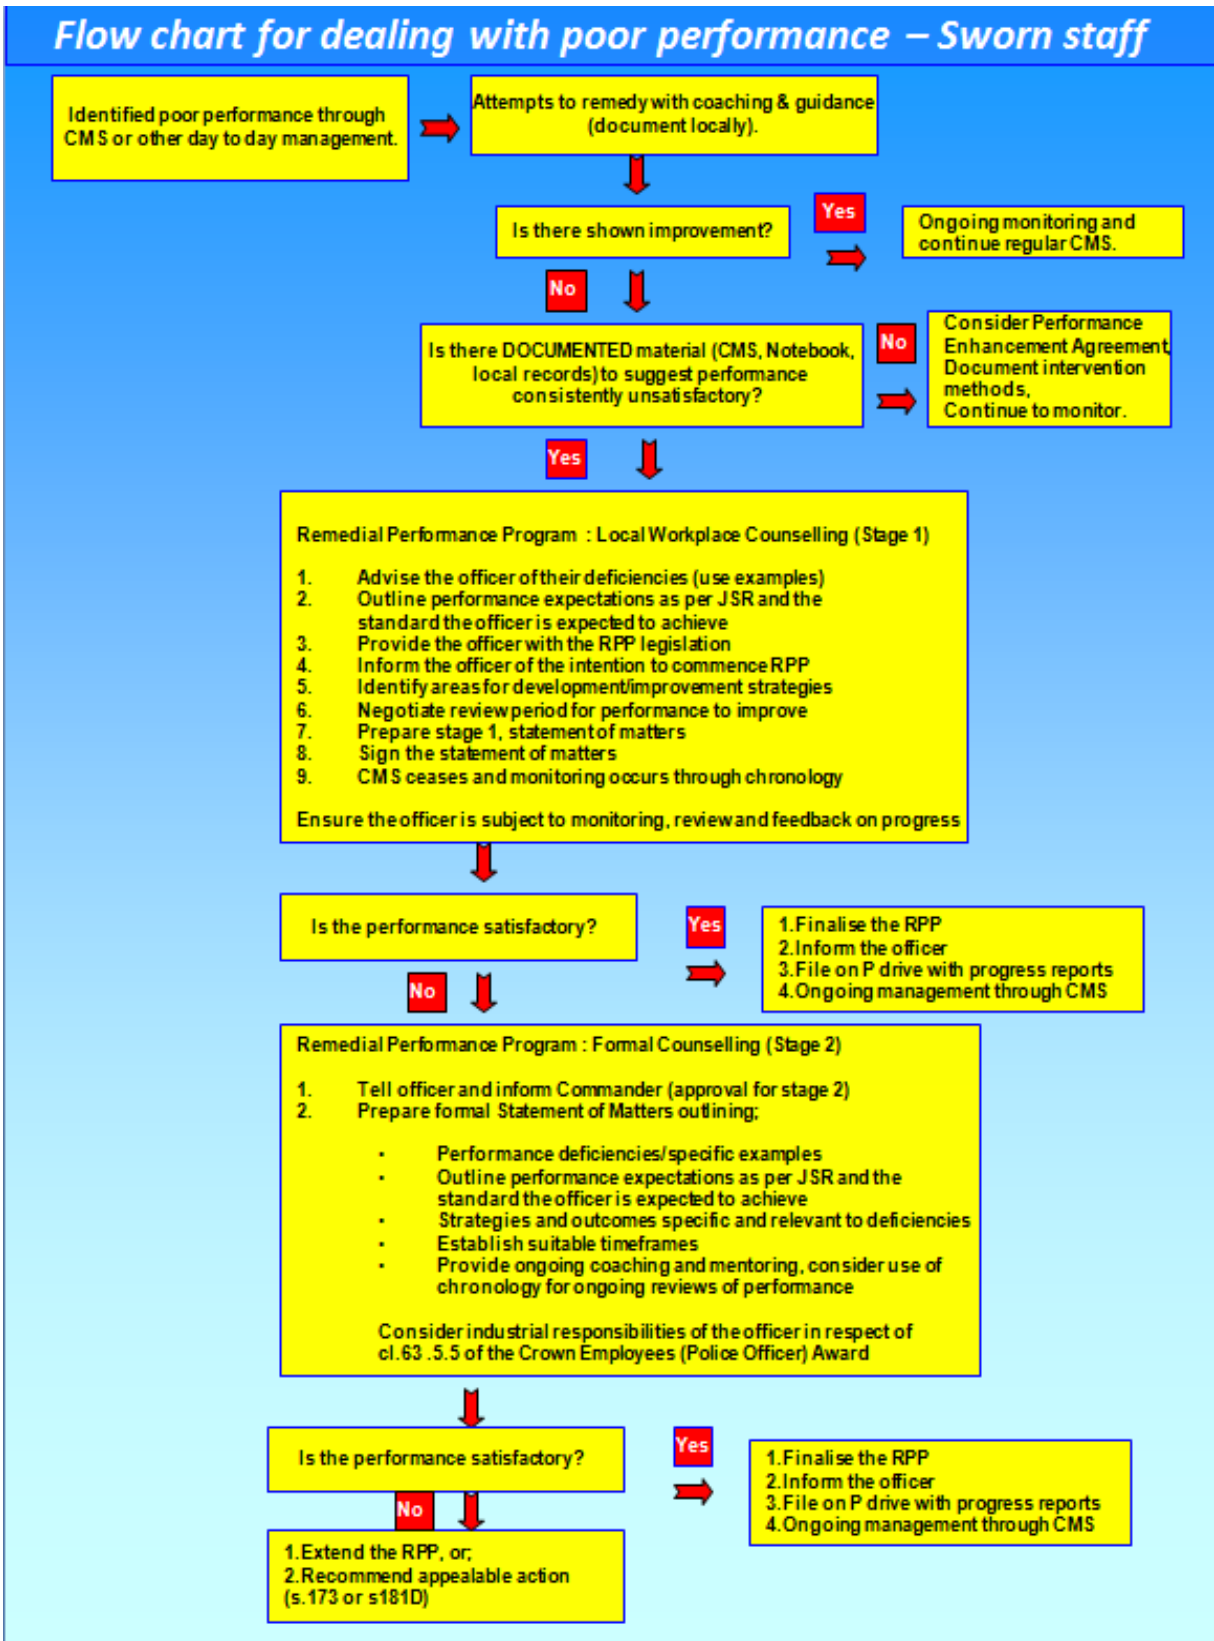 Flow chart for dealing with poor performance – Sworn staff
Identified poor performance through
CMS or other day to day management.
Attempts to remedy with coaching & guidance
(document locally).
Is there shown improvement?
Yes
Ongoing monitoring and
continue regular CMS.
No
Is there DOCUMENTED material (CMS, Notebook,
local records)to suggest performance
consistently unsatisfactory?
No
Consider Performance
Enhancement Agreement,
Document intervention
methods,
Continue to monitor.
Yes
Remedial Performance Program : Local Workplace Counselling (Stage 1)
1. Advise the officer of their deficiencies (use examples)
2. Outline performance expectations as per JSR and the
standard the officer is expected to achieve
3. Provide the officer with the RPP legislation
4. Inform the officer of the intention to commence RPP
5. Identify areas for development/improvement strategies
6. Negotiate review period for performance to improve
7. Prepare stage 1, statement of matters
8. Sign the statement of matters
9. CMS ceases and monitoring occurs through chronology
Ensure the officer is subject to monitoring, review and feedback on progress
Is the performance satisfactory?
Yes
1.Finalise the RPP
2.Inform the officer
3.File on P drive with progress reports
4.Ongoing management through CMS
No
Remedial Performance Program : Formal Counselling (Stage 2)
1. Tell officer and inform Commander (approval for stage 2)
2. Prepare formal Statement of Matters outlining;
• Performance deficiencies/specific examples
• Outline performance expectations as per JSR and the
standard the officer is expected to achieve
• Strategies and outcomes specific and relevant to deficiencies
• Establish suitable timeframes
• Provide ongoing coaching and mentoring, consider use of
chronology for ongoing reviews of performance
Consider industrial responsibilities of the officer in respect of
cl.63 .5.5 of the Crown Employees (Police Officer) Award
Is the performance satisfactory?
Yes
1.Finalise the RPP
2.Inform the officer
3.File on P drive with progress reports
4.Ongoing management through CMS
No
1.Extend the RPP, or;
2.Recommend appealable action
(s.173 or s181D)